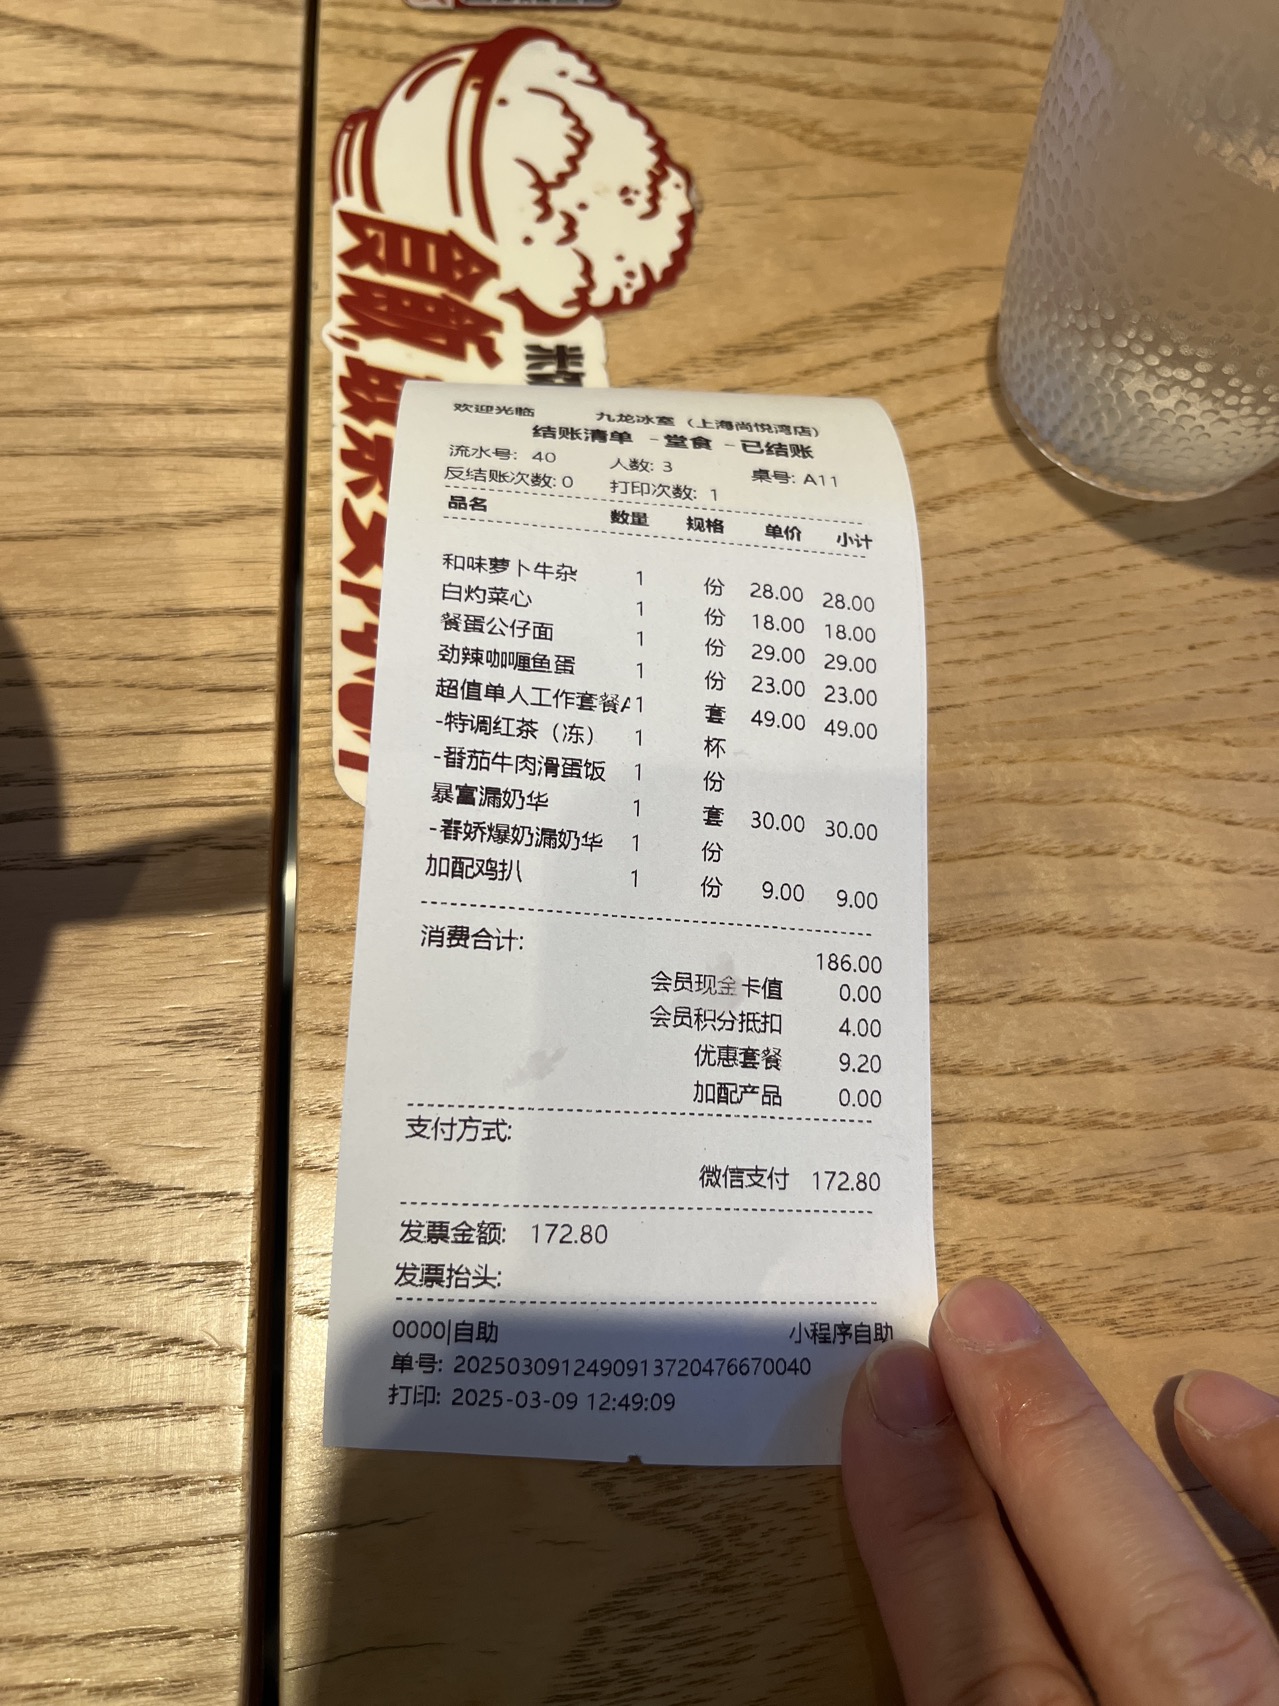 食飯
欢迎光临 九龙冰室（上海尚悦湾店）
结账清单 -堂食 -已结账
流水号: 40 人数: 3 桌号: A11
反结账次数: 0 打印次数: 1
品名 数量 规格 单价 小计
和味萝卜牛杂 1 份 28.00 28.00
白灼菜心 1 份 18.00 18.00
餐蛋公仔面 1 份 29.00 29.00
劲辣咖喱鱼蛋 1 份 23.00 23.00
超值单人工作套餐A 1 套 49.00 49.00
-特调红茶（冻） 1 杯
-番茄牛肉滑蛋饭 1 份
暴富漏奶华 1 套 30.00 30.00
-春娇爆奶漏奶华 1 份
加配鸡扒 1 份 9.00 9.00
消费合计: 186.00
会员现金卡值 0.00
会员积分抵扣 4.00
优惠套餐 9.20
加配产品 0.00
支付方式:
微信支付 172.80
发票金额: 172.80
发票抬头:
0000|自助 小程序自助
单号: 2025030912490913720476670040
打印: 2025-03-09 12:49:09